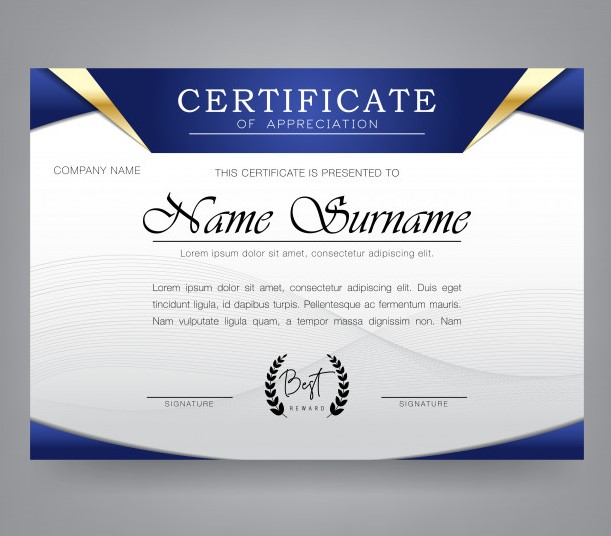 CERTIFICATE
OF APPRECIATION
COMPANY NAME
THIS CERTIFICATE IS PRESENTED TO
Name Surname
Lorem ipsum dolor sit amet, consectetur adipiscing elit.
Lorem ipsum dolor sit amet, consectetur adipiscing elit. Duis
tincidunt ligula, id dapibus turpis. Pellentesque ac fermentum mauris.
Nam vulputate ligula quam, a tempor massa dignissim non. Nam
Best
REWARD
SIGNATURE
SIGNATURE